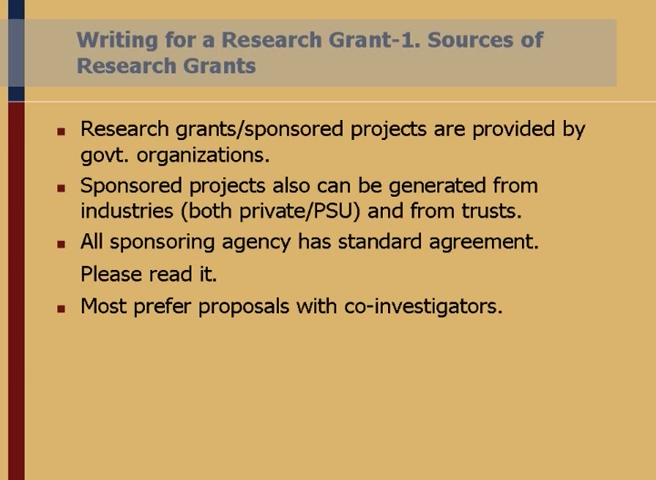 Writing for a Research Grant-1. Sources of
Research Grants
Research grants/sponsored projects are provided by
govt. organizations.
Sponsored projects also can be generated from
industries (both private/PSU) and from trusts.
All sponsoring agency has standard agreement.
Please read it.
Most prefer proposals with co-investigators.